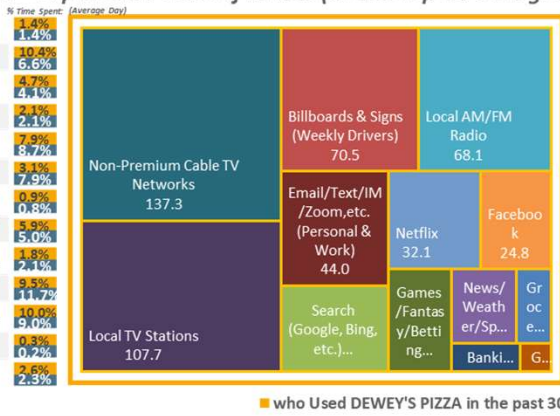 % Time Spent: (Average Day)
1.4%
1.4%
10.4%
6.6%
4.7%
4.1%
2.1%
2.1%
7.9%
8.7%
3.1%
7.9%
0.9%
0.8%
5.9%
5.0%
1.8%
2.1%
9.5%
11.7%
10.0%
9.0%
0.3%
0.2%
2.6%
2.3%
Non-Premium Cable TV
Networks
137.3
Local TV Stations
107.7
Billboards & Signs
(Weekly Drivers)
70.5
Local AM/FM
Radio
68.1
Email/Text/IM
/Zoom,etc.
(Personal &
Work)
44.0
Netflix
32.1
Faceboo
k
24.8
Search
(Google, Bing,
etc.)...
Games
/Fantas
y/Betti
ng...
News/
Weath
er/Sp...
Gr
oc
e...
Banki...
G...
who Used DEWEY'S PIZZA in the past 30